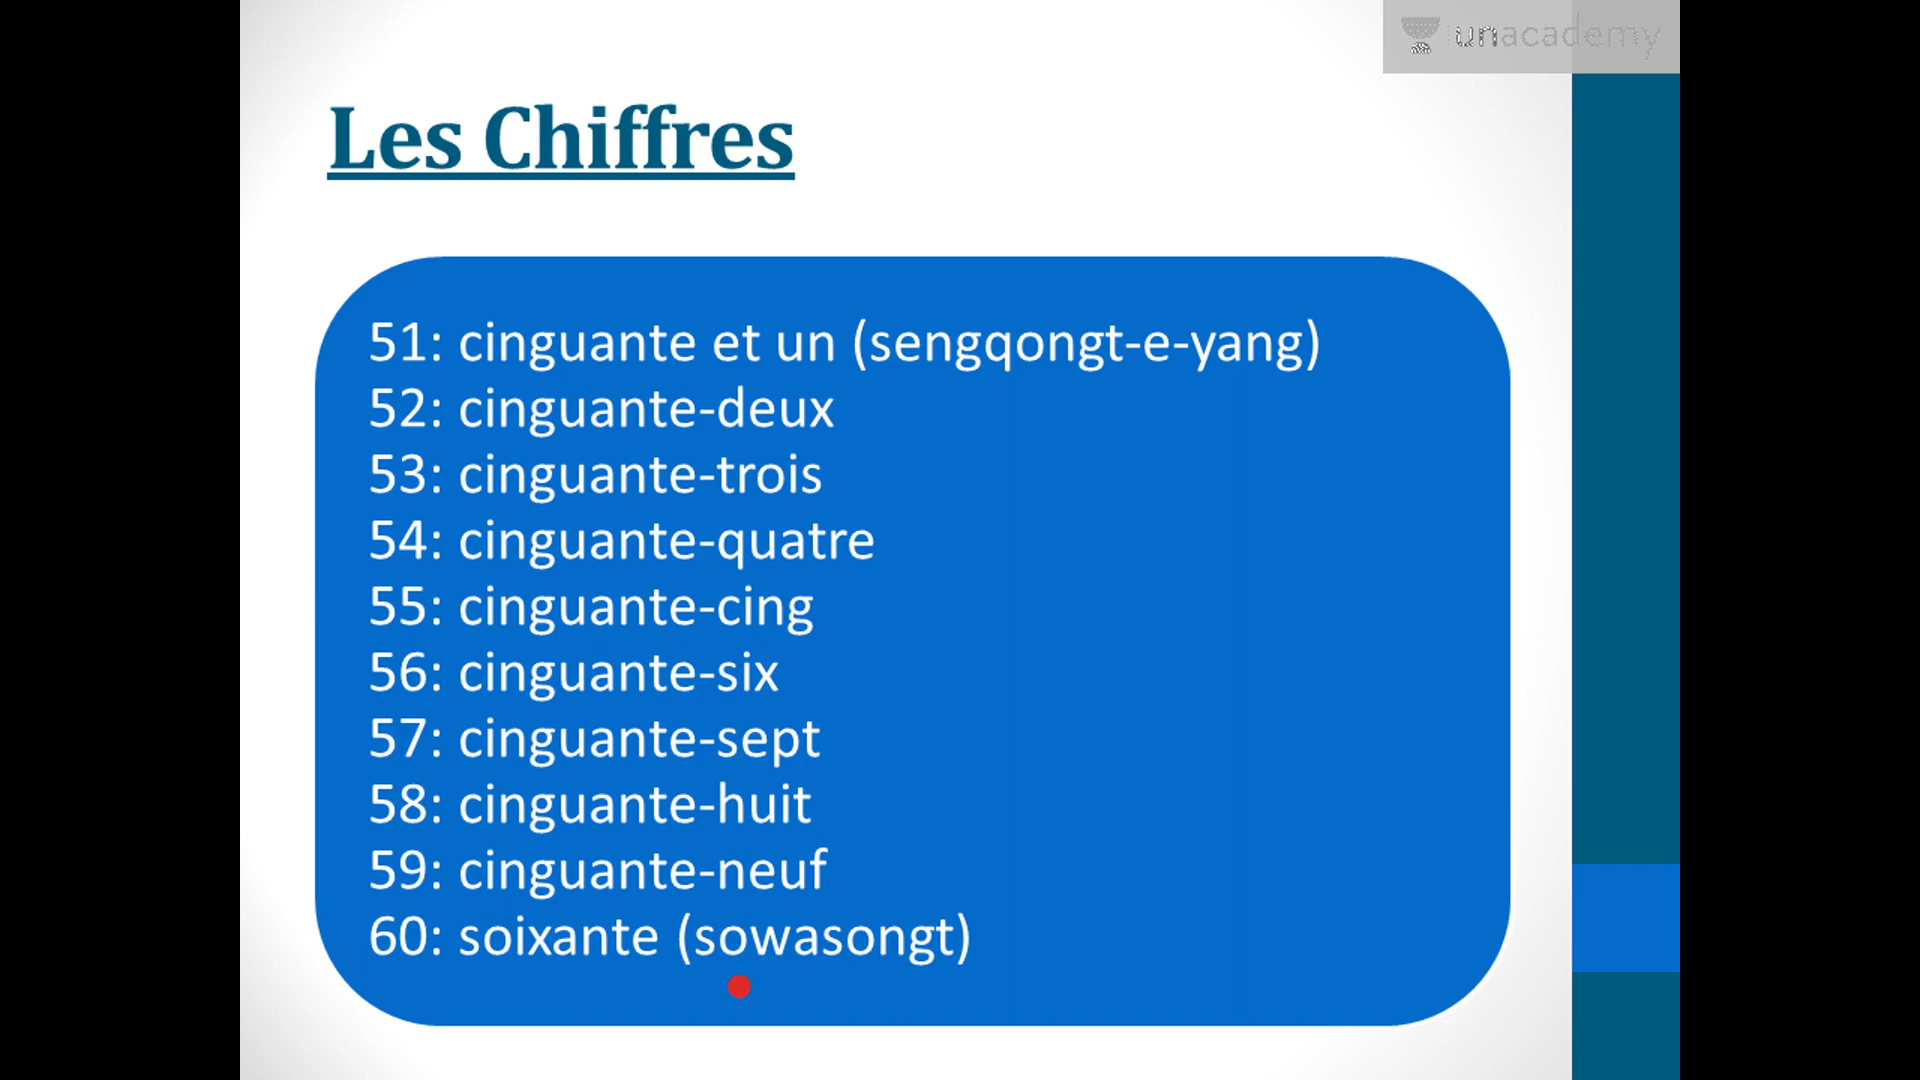 unacademy
Les Chiffres
51: cinguante et un (sengqongt-e-yang)
52: cinguante-deux
53: cinguante-trois
54: cinguante-quatre
55: cinguante-cing
56: cinguante-six
57: cinguante-sept
58: cinguante-huit
59: cinguante-neuf
60: soixante (sowasongt)